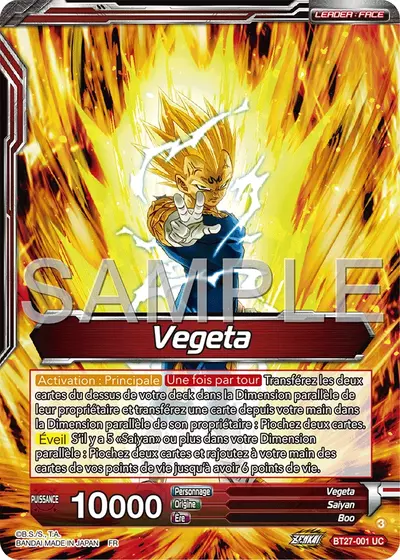 LEADER • FACE
SAMPLE
Vegeta
Activation : Principale Une fois par tour Transférez les deux
cartes du dessus de votre deck dans la Dimension parallèle de
leur propriétaire et transférez une carte depuis votre main
dans la Dimension parallèle de son propriétaire : Piochez deux cartes.
Éveil S'il y a 5 «Saiyan» ou plus dans votre Dimension
parallèle : Piochez deux cartes et rajoutez à votre main des
cartes de vos points de vie jusqu'à avoir 6 points de vie.
PUISSANCE 10000
Personnage Vegeta
Origine Saiyan
Ère Boo
3
©B.S./S., T.A.
BANDAI MADE IN JAPAN FR
ZENKAI
BT27-001 UC